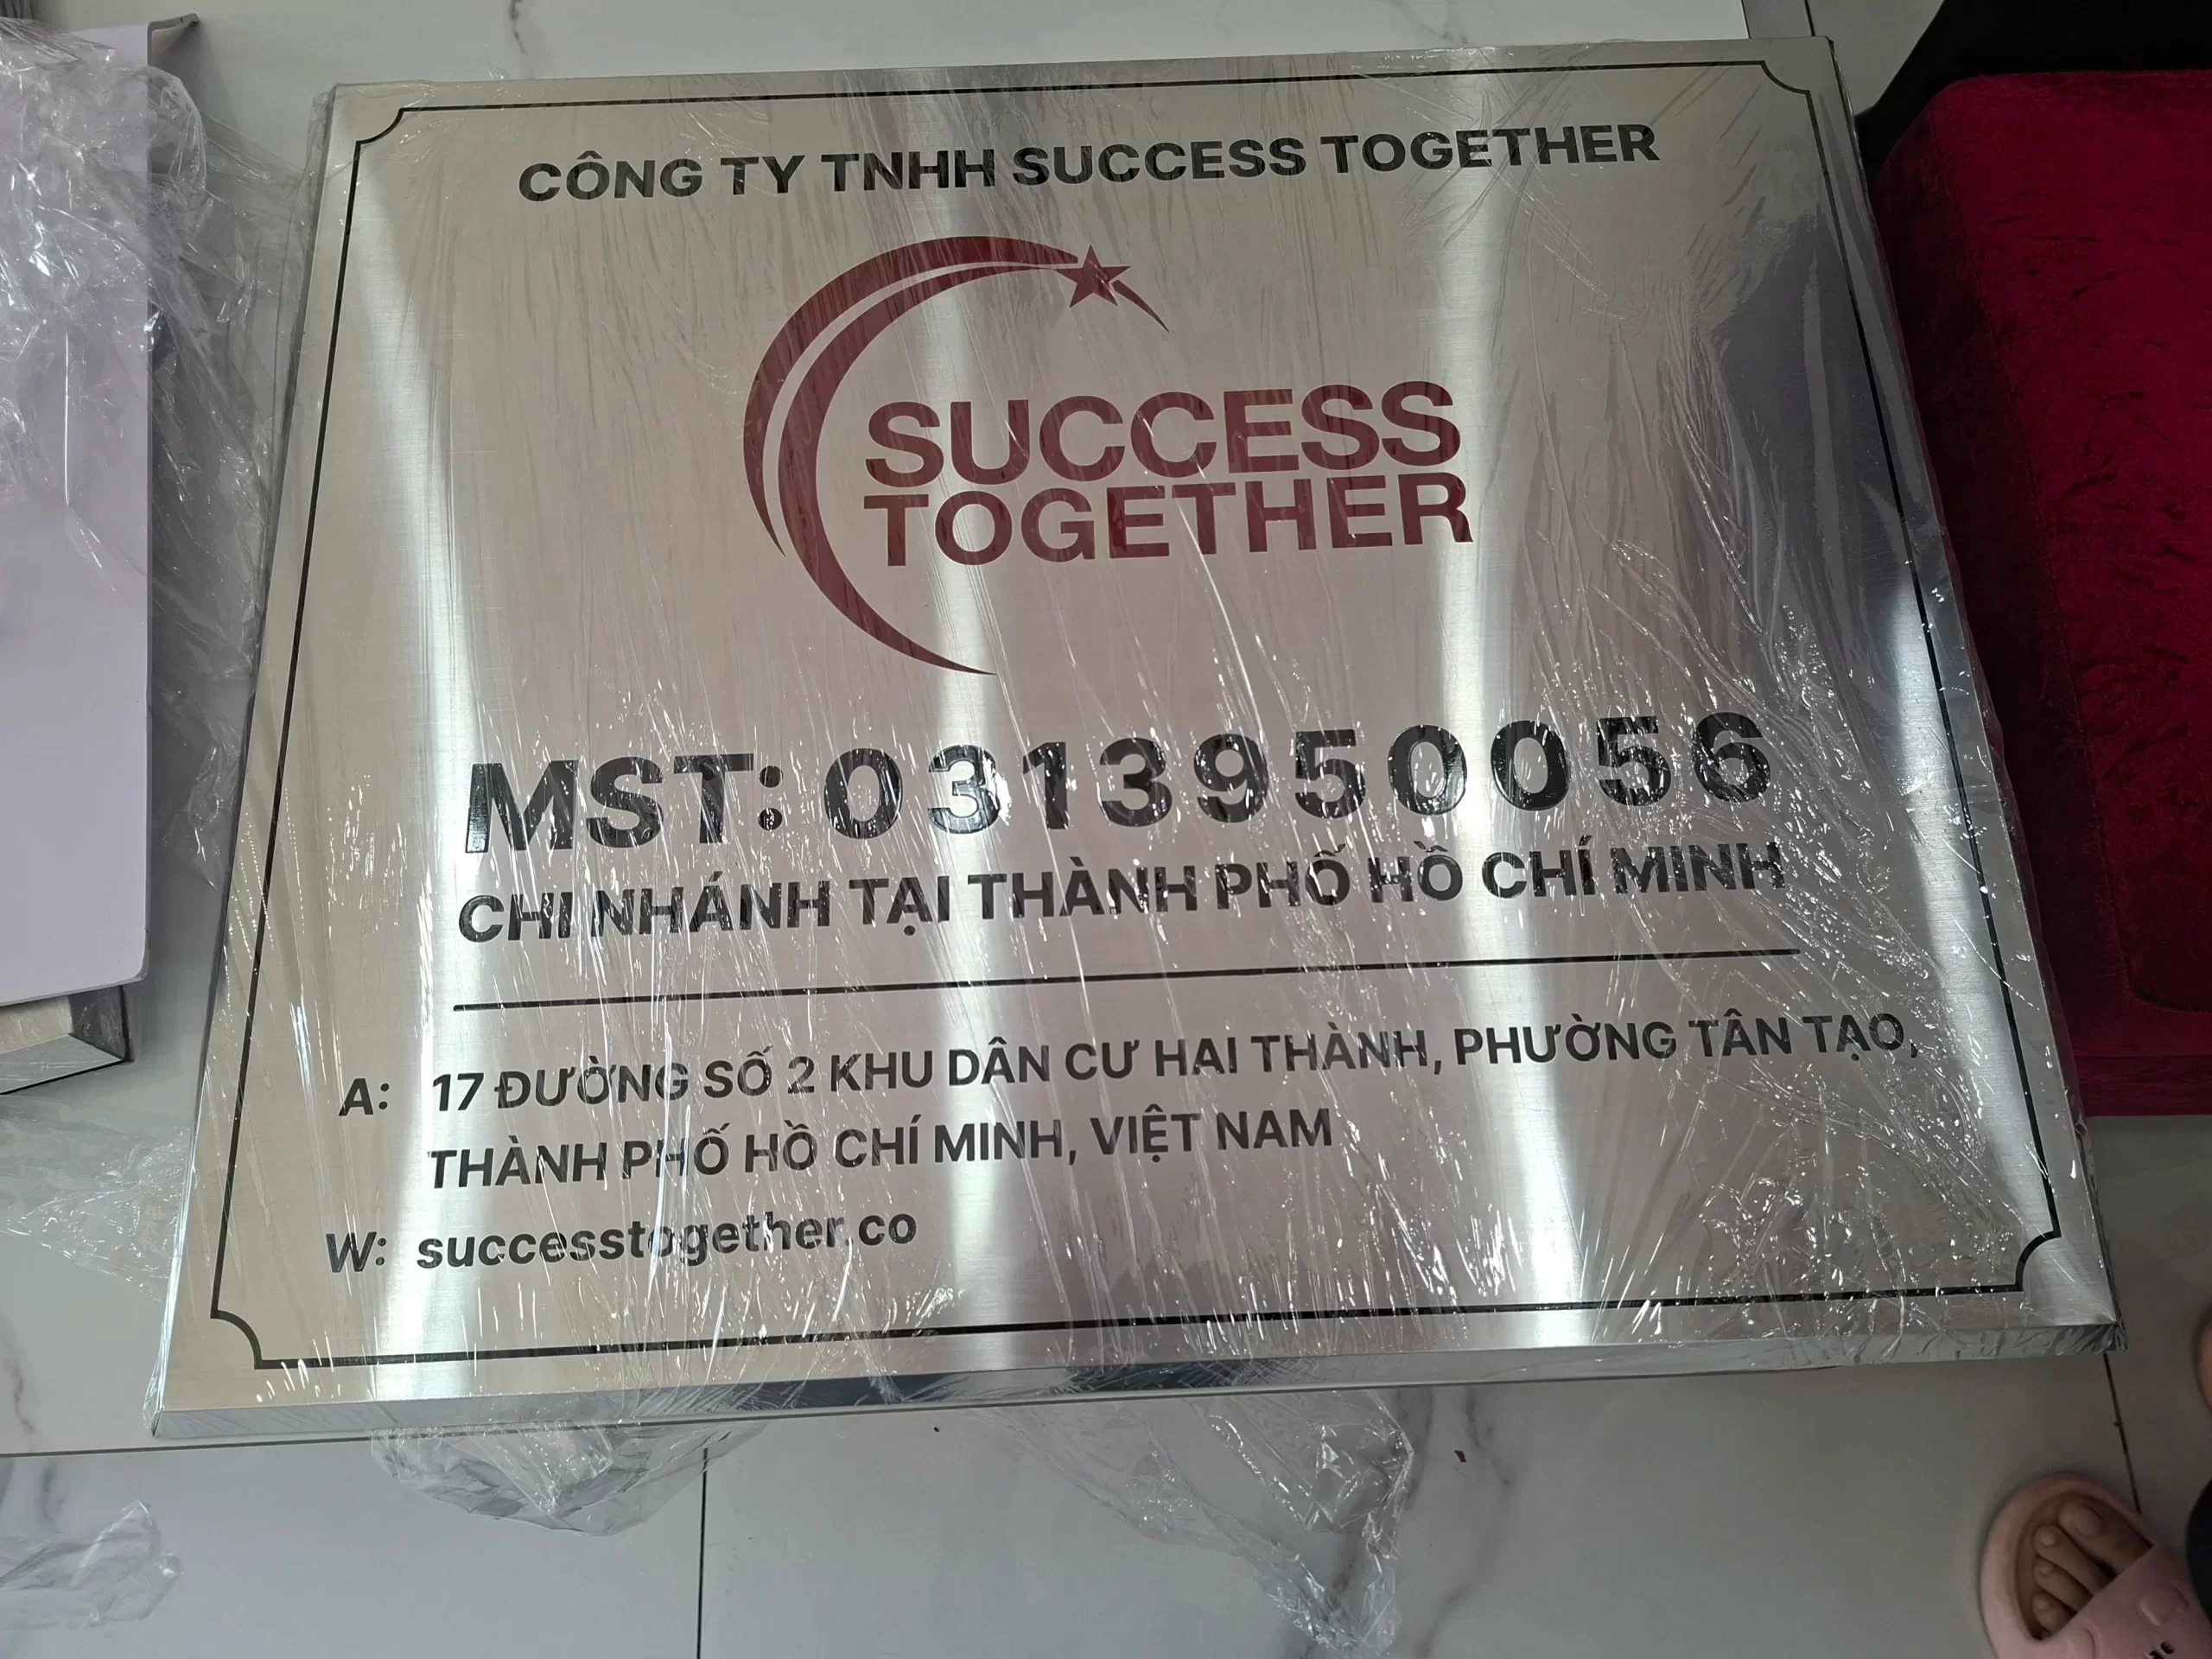 CÔNG TY TNHH SUCCESS TOGETHER
SUCCESS
TOGETHER
MST: 0313950056
CHI NHÁNH TẠI THÀNH PHỐ HỒ CHÍ MINH
A: 17 ĐƯỜNG SỐ 2 KHU DÂN CƯ HAI THÀNH, PHƯỜNG TÂN TẠO,
THÀNH PHỐ HỒ CHÍ MINH, VIỆT NAM
W: successtogether.co